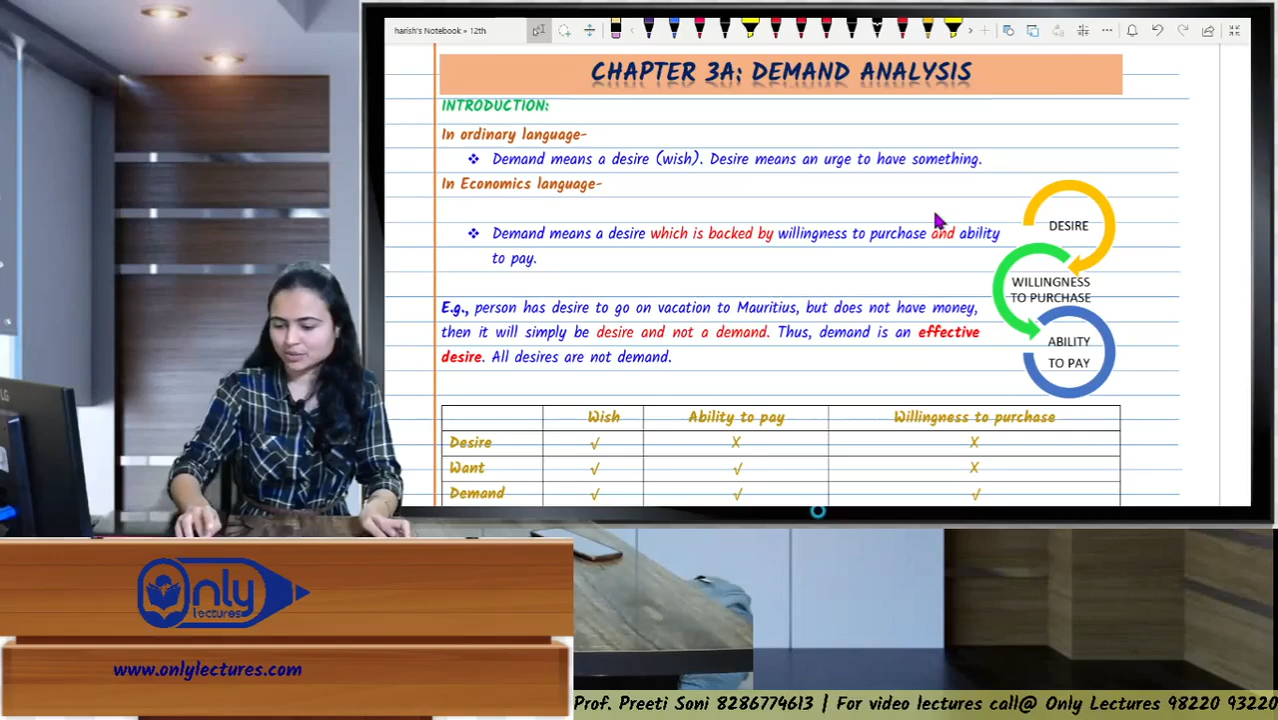 harish's Notebook » 12th
CHAPTER 3A: DEMAND ANALYSIS
INTRODUCTION:
In ordinary language-
❖ Demand means a desire (wish). Desire means an urge to have something.
In Economics language-
❖ Demand means a desire which is backed by willingness to purchase and ability
to pay.
E.g., person has desire to go on vacation to Mauritius, but does not have money,
then it will simply be desire and not a demand. Thus, demand is an effective
desire. All desires are not demand.
DESIRE
WILLINGNESS
TO PURCHASE
ABILITY
TO PAY
Wish Ability to pay Willingness to purchase
Desire √ X X
Want √ √ X
Demand √ √ √
LG
Only
lectures
www.onlylectures.com
Prof. Preeti Soni 8286774613 | For video lectures call@ Only Lectures 98220 93220